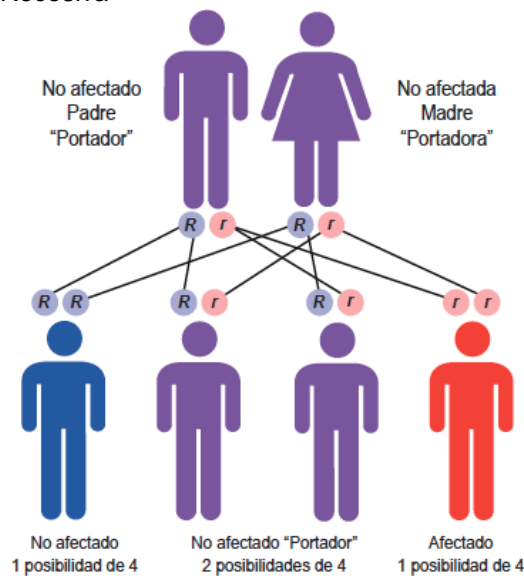 No afectado
Padre
“Portador”
No afectada
Madre
“Portadora”
R r R r
R R R r R r r r
No afectado
1 posibilidad de 4
No afectado “Portador”
2 posibilidades de 4
Afectado
1 posibilidad de 4